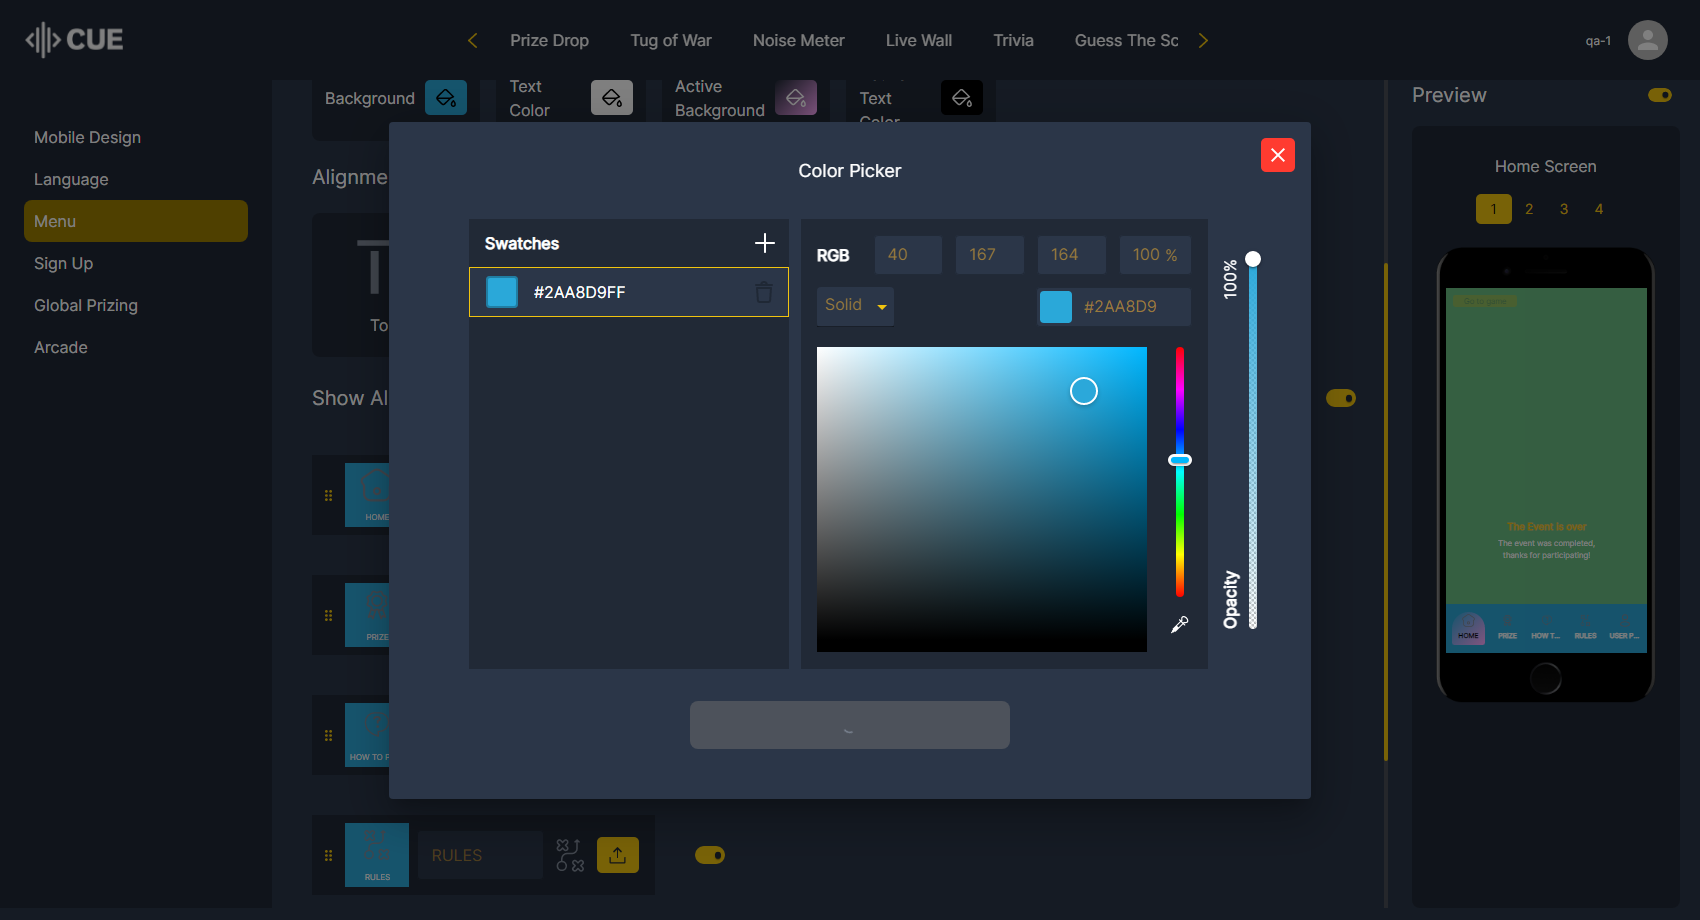 CUE
Prize Drop
Tug of War
Noise Meter
Live Wall
Trivia
Guess The Sc
qa-1
Mobile Design
Language
Menu
Sign Up
Global Prizing
Arcade
Background
Text
Color
Active
Background
Text
Color
Alignme
To
Show Al
HOME
PRIZE
HOW TO P
RULES
RULES
Color Picker
Swatches
#2AA8D9FF
RGB
40
167
164
100 %
Solid
#2AA8D9
100%
Opacity
Preview
Home Screen
1
2
3
4
Go to game
The Event is over
The event was completed,
thanks for participating!
HOME
PRIZE
HOW T...
RULES
USER P...